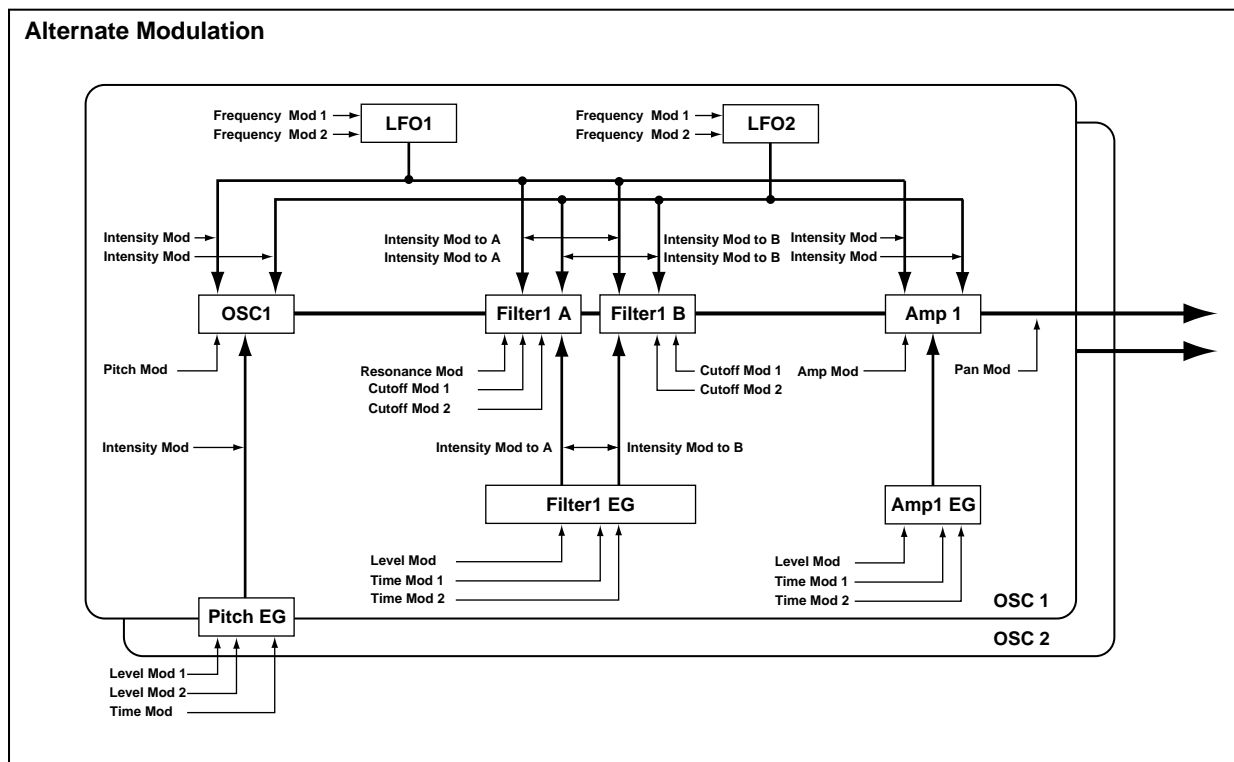 Alternate Modulation
Frequency Mod 1
Frequency Mod 2
LFO1
Frequency Mod 1
Frequency Mod 2
LFO2
Intensity Mod
Intensity Mod
Intensity Mod to A
Intensity Mod to A
Intensity Mod to B
Intensity Mod to B
Intensity Mod
Intensity Mod
OSC1
Filter1 A
Filter1 B
Amp 1
Pitch Mod
Resonance Mod
Cutoff Mod 1
Cutoff Mod 2
Cutoff Mod 1
Cutoff Mod 2
Amp Mod
Pan Mod
Intensity Mod
Intensity Mod to A
Intensity Mod to B
Filter1 EG
Amp1 EG
Level Mod
Time Mod 1
Time Mod 2
Level Mod
Time Mod 1
Time Mod 2
OSC 1
Pitch EG
OSC 2
Level Mod 1
Level Mod 2
Time Mod